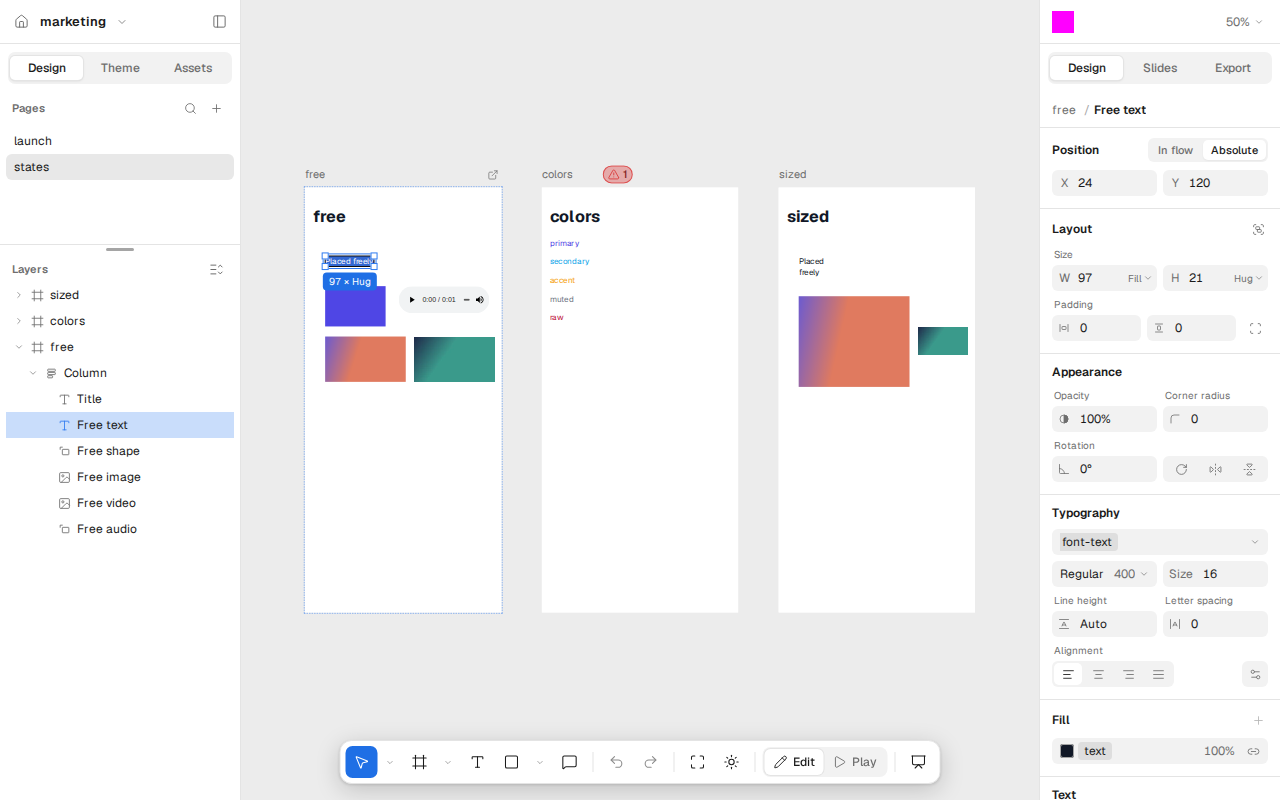 marketing
Design
Theme
Assets
Pages
launch
states
Layers
sized
colors
free
Column
Title
Free text
Free shape
Free image
Free video
Free audio
free
free
Placed freely
97 × Hug
0:00 / 0:01
colors
1
colors
primary
secondary
accent
muted
raw
sized
sized
Placed
freely
Edit
Play
50%
Design
Slides
Export
free / Free text
Position
In flow
Absolute
X 24
Y 120
Layout
Size
W 97 Fill
H 21 Hug
Padding
0
0
Appearance
Opacity
Corner radius
100%
0
Rotation
0°
Typography
font-text
Regular 400
Size 16
Line height
Letter spacing
Auto
0
Alignment
Fill
text 100%
Text